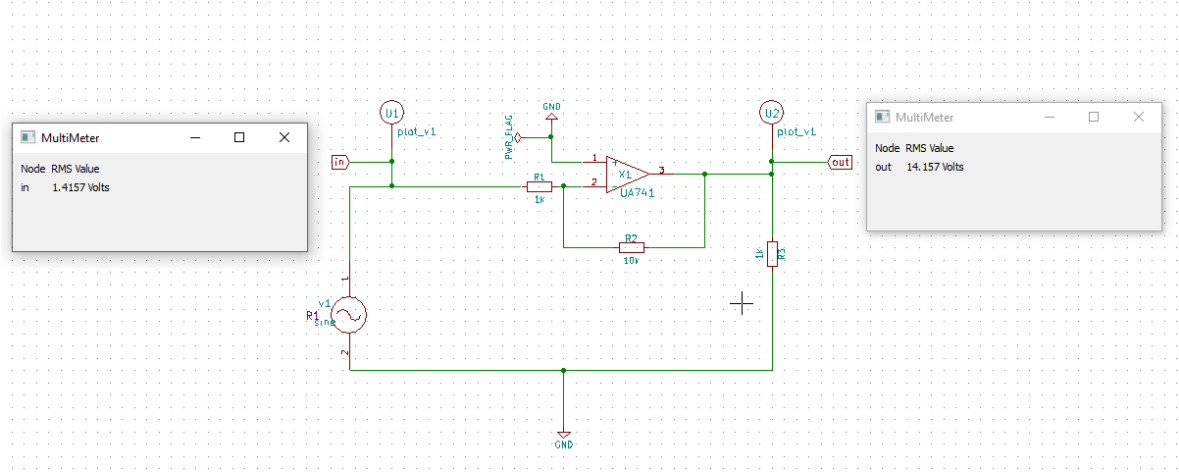 MultiMeter
Node RMS Value
in 1.4157 Volts
U1
plot_v1
in
GND
PWR_FLAG
1
2
3
X1
UA741
R1
1k
R2
10k
U2
plot_v1
out
1k
R3
1
v1
R1
sine
2
GND
MultiMeter
Node RMS Value
out 14.157 Volts